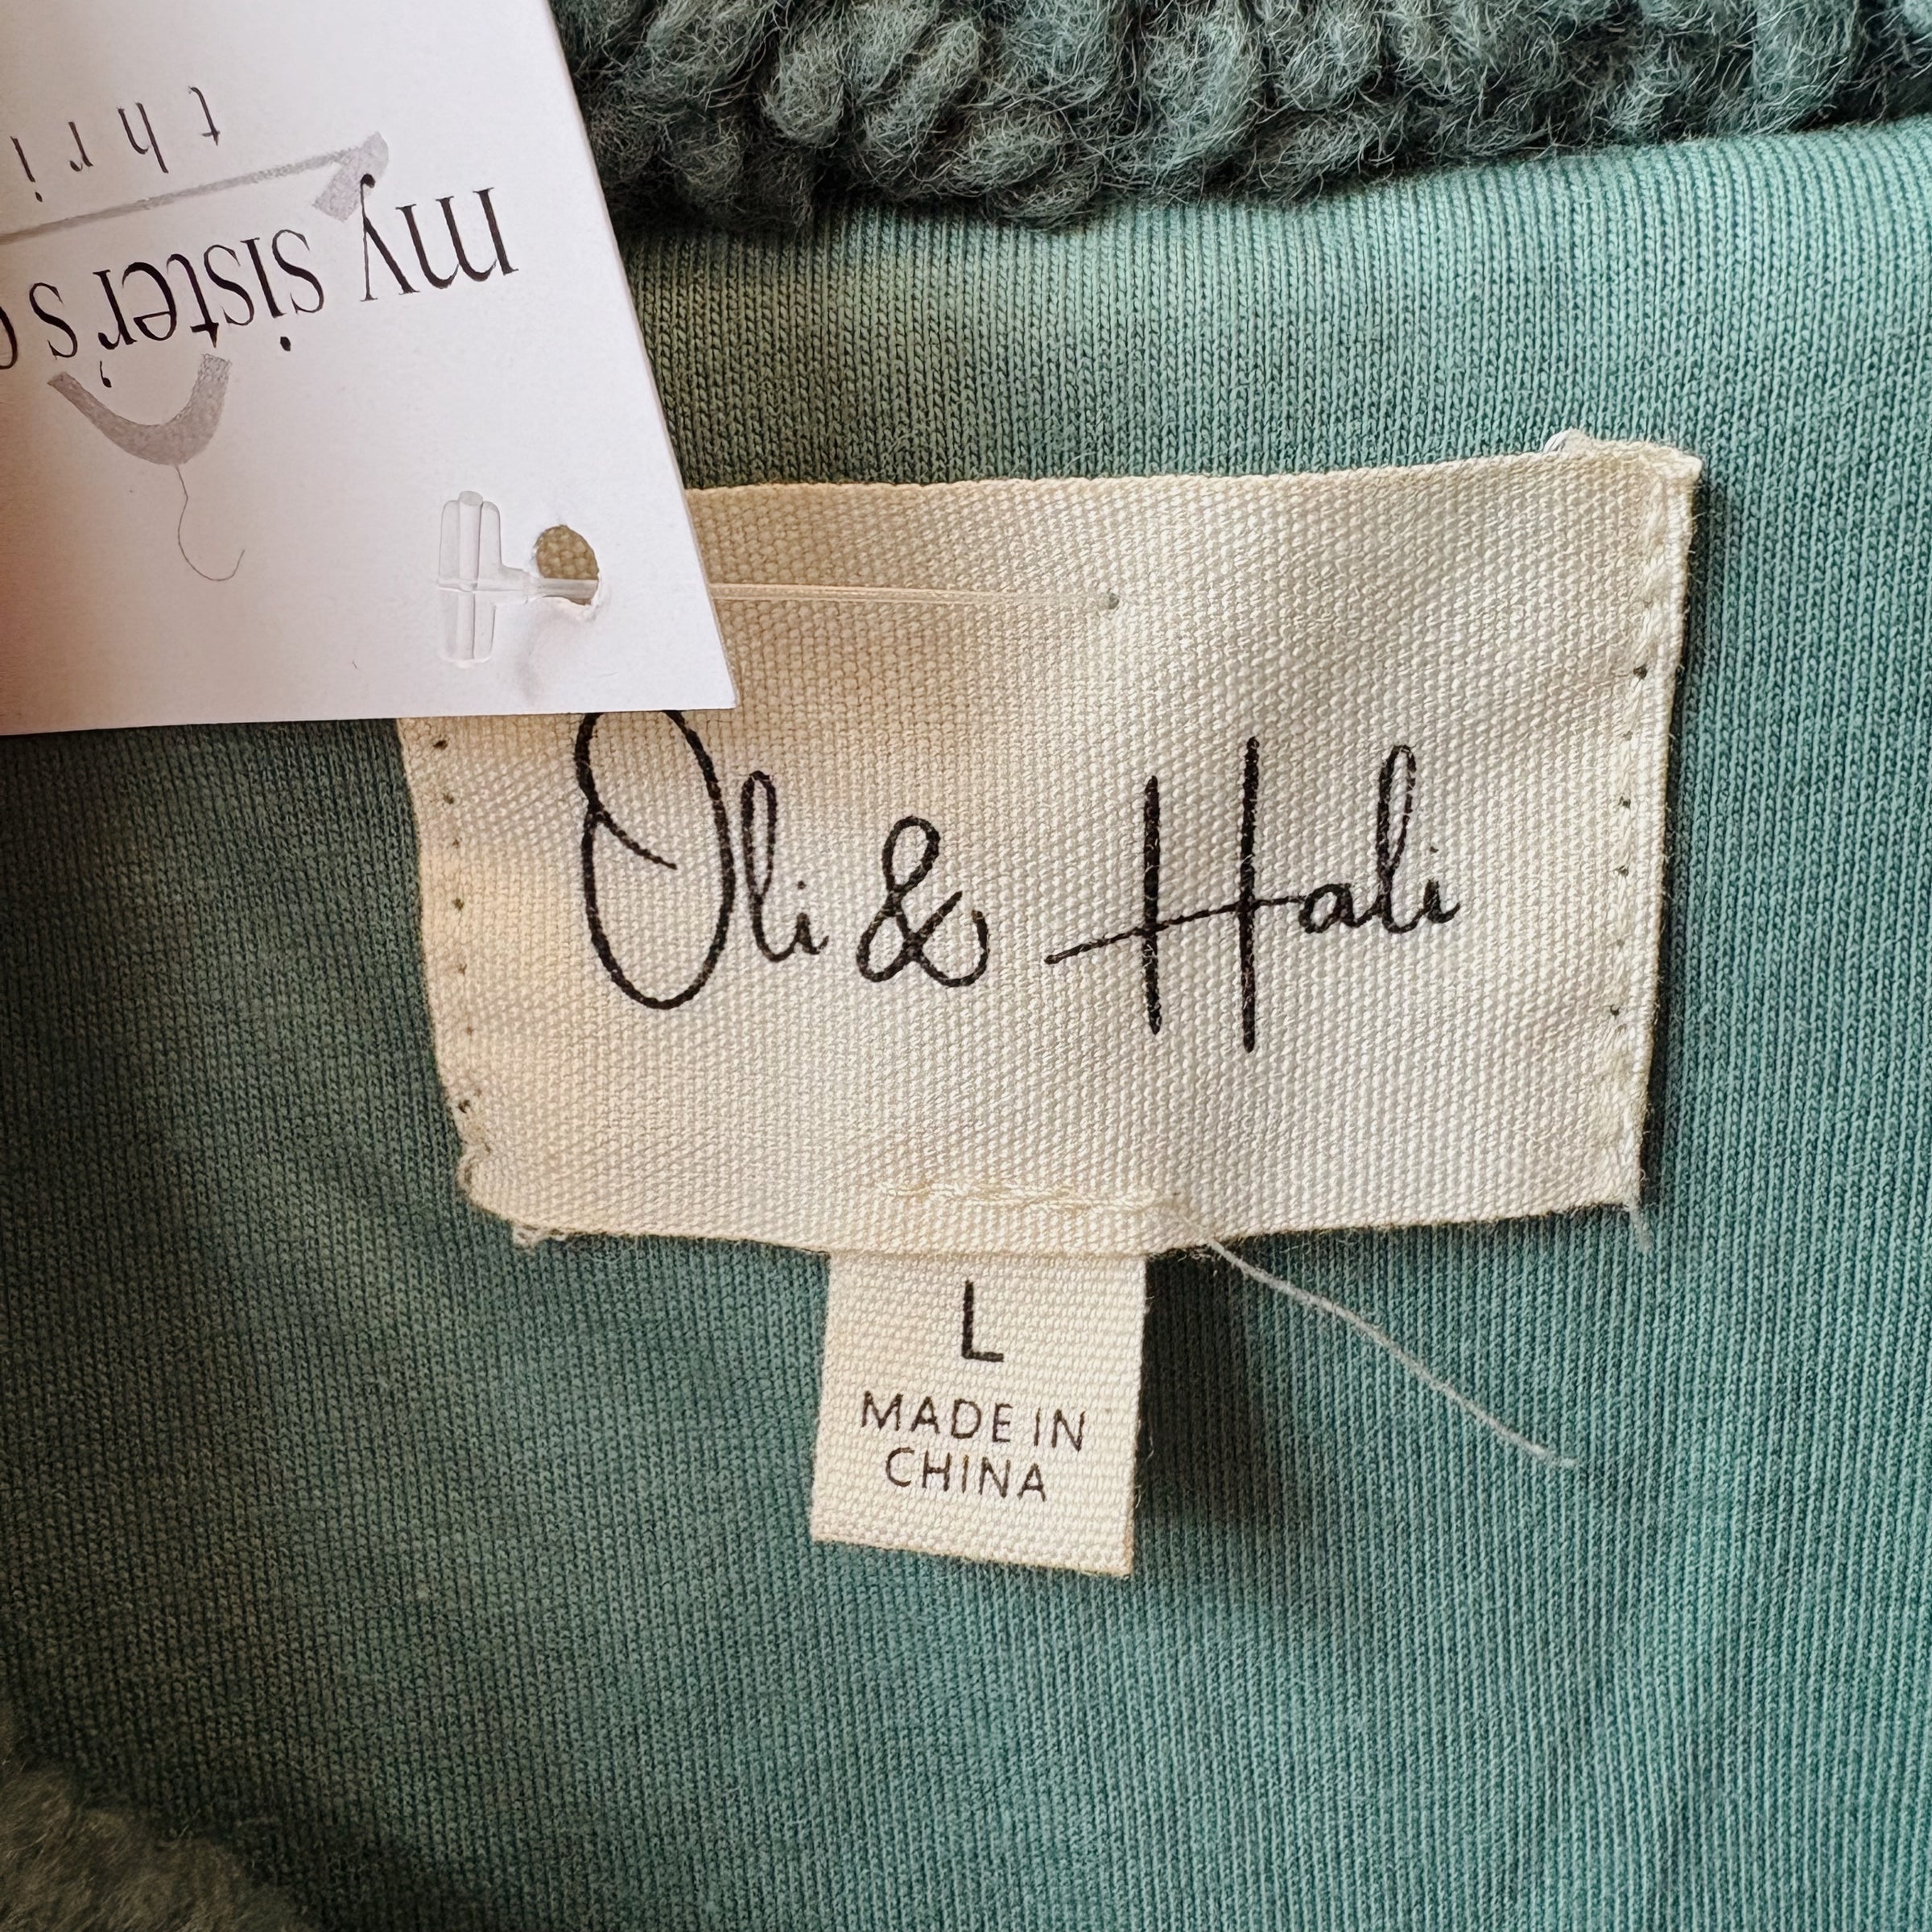 my sister's
thri
Oli & Hali
L
MADE IN
CHINA